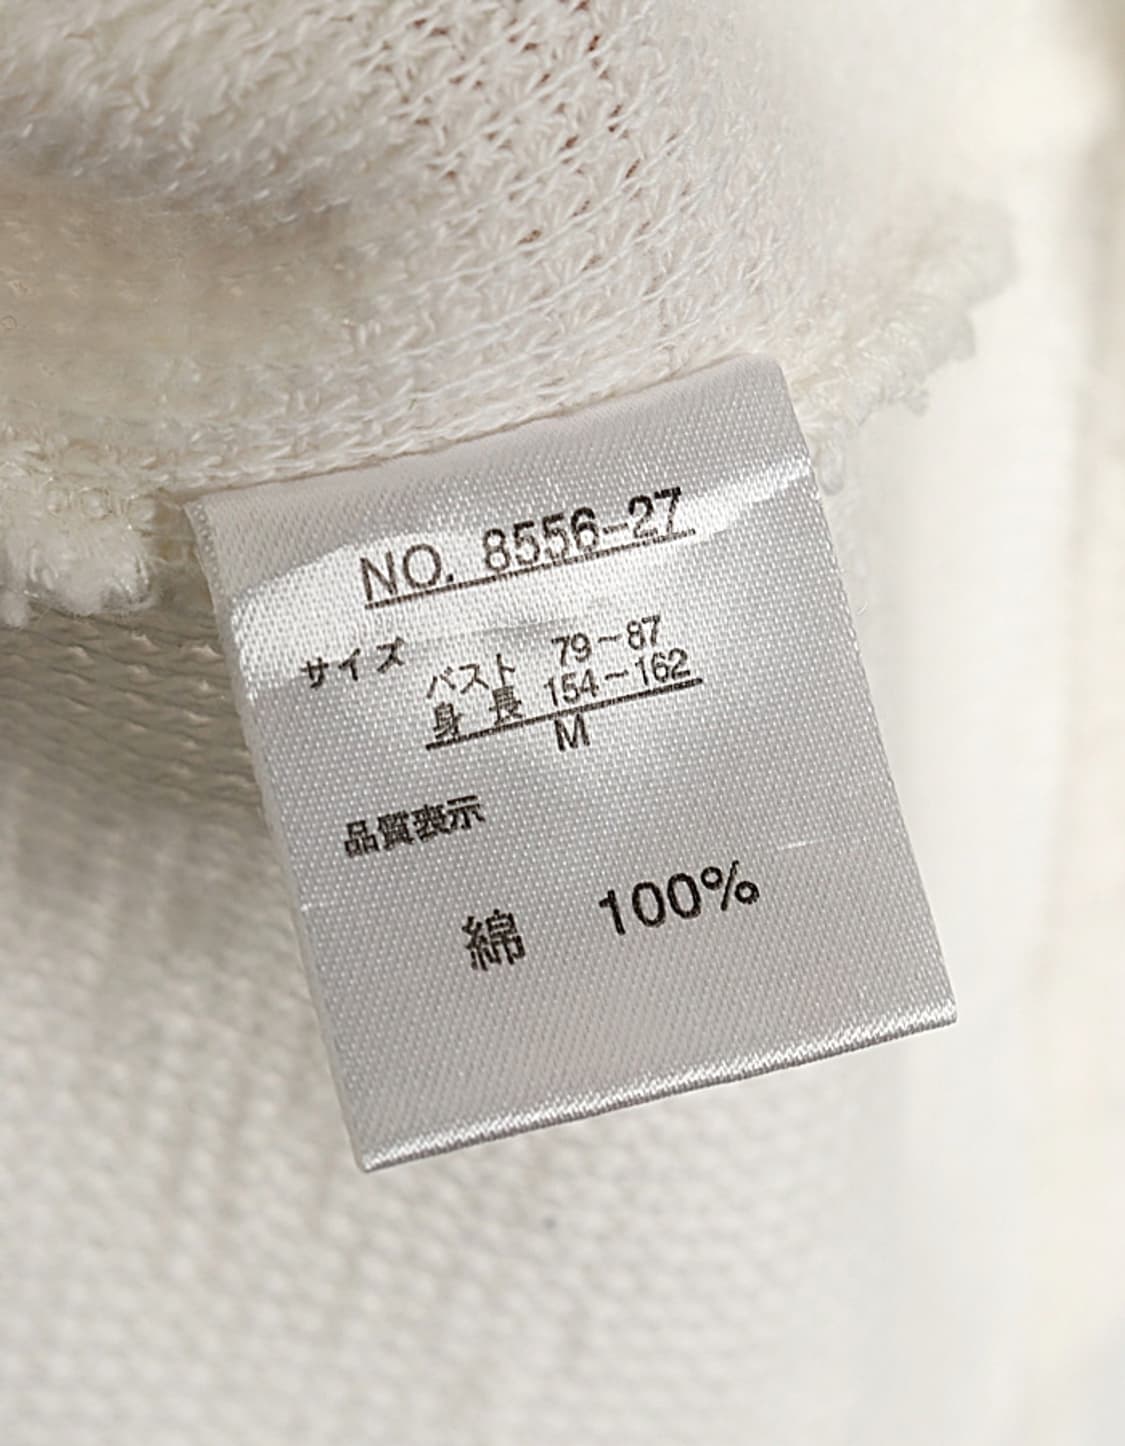 NO. 8556-27
サイズ
バスト 79~87
身長 154~162
M
品質表示
綿 100%